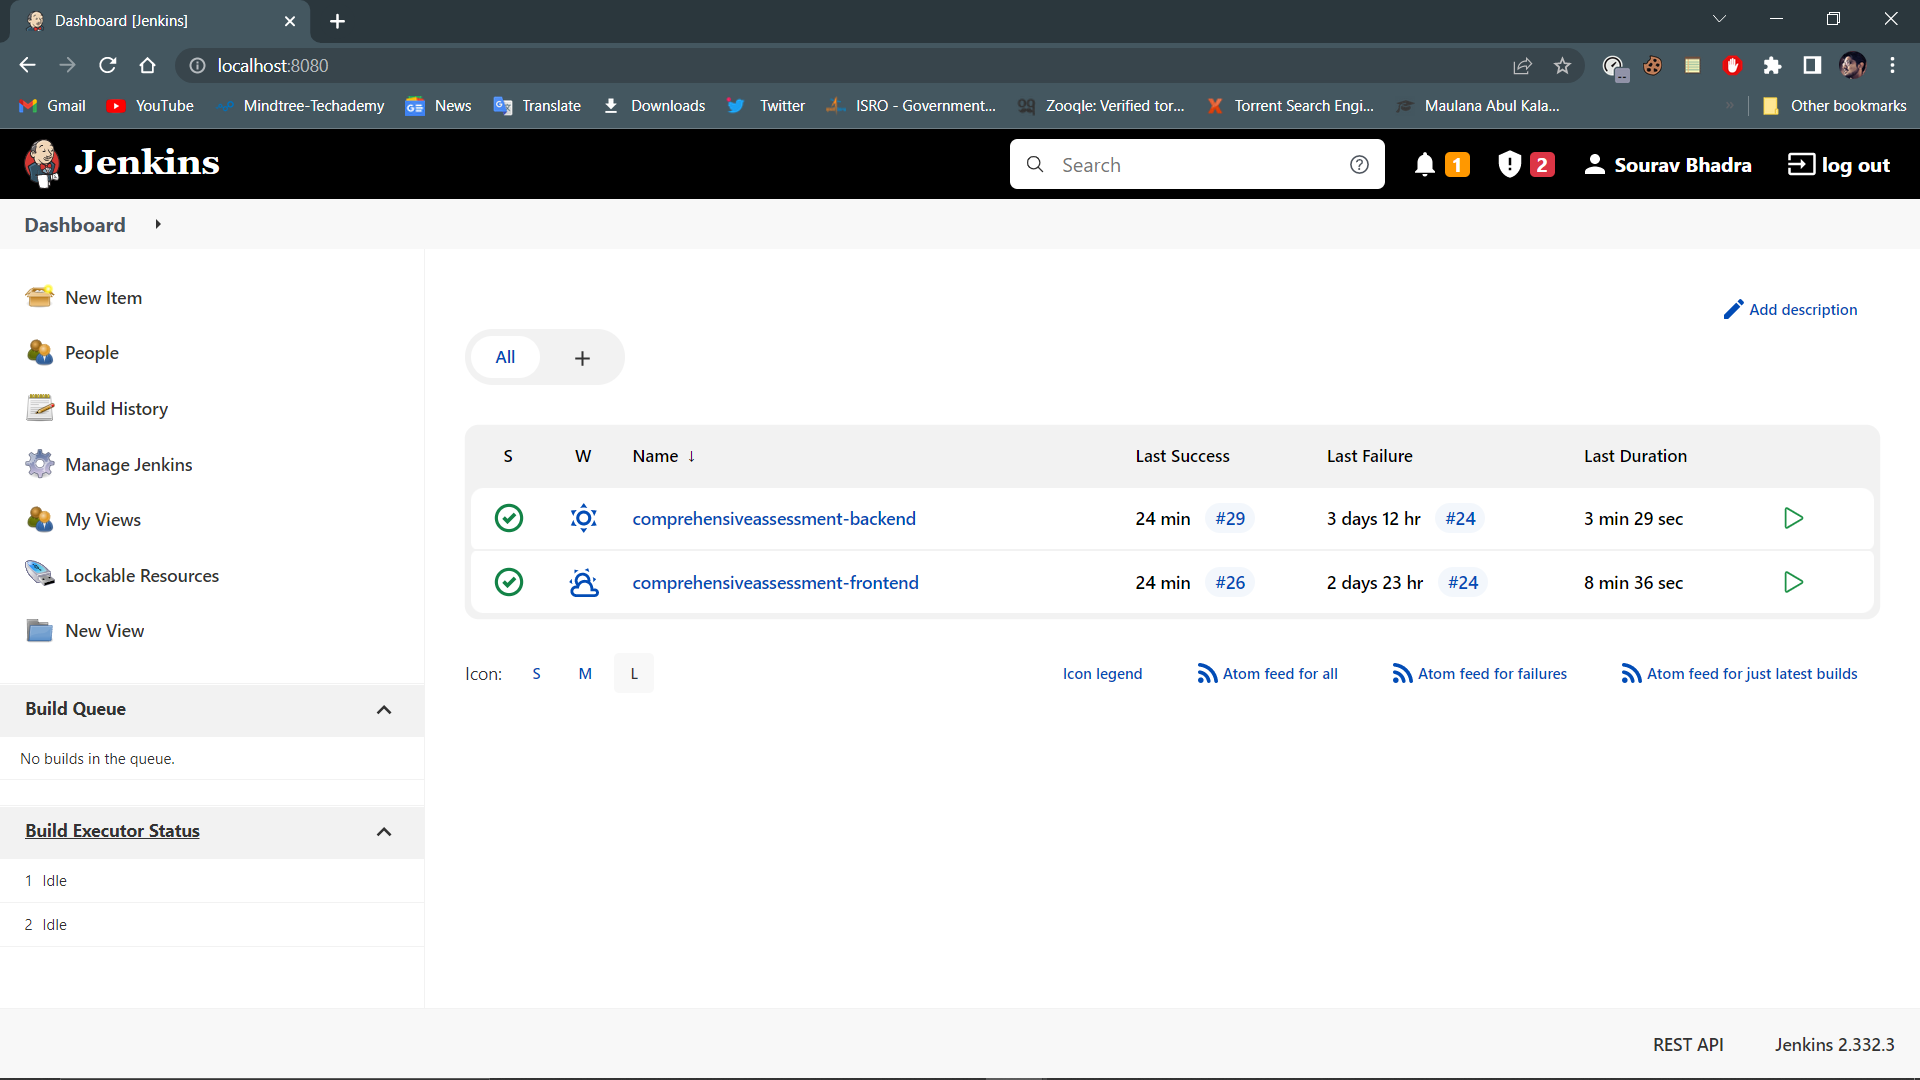 Dashboard [Jenkins]
localhost:8080
Gmail YouTube Mindtree-Techademy News Translate Downloads Twitter ISRO - Government... Zooqle: Verified tor... Torrent Search Engi... Maulana Abul Kala... » Other bookmarks
Jenkins Search 1 2 Sourav Bhadra log out
Dashboard
New Item
People
Build History
Manage Jenkins
My Views
Lockable Resources
New View
Build Queue
No builds in the queue.
Build Executor Status
1 Idle
2 Idle
Add description
All +
S W Name ↓ Last Success Last Failure Last Duration
comprehensiveassessment-backend 24 min #29 3 days 12 hr #24 3 min 29 sec
comprehensiveassessment-frontend 24 min #26 2 days 23 hr #24 8 min 36 sec
Icon: S M L Icon legend Atom feed for all Atom feed for failures Atom feed for just latest builds
REST API Jenkins 2.332.3